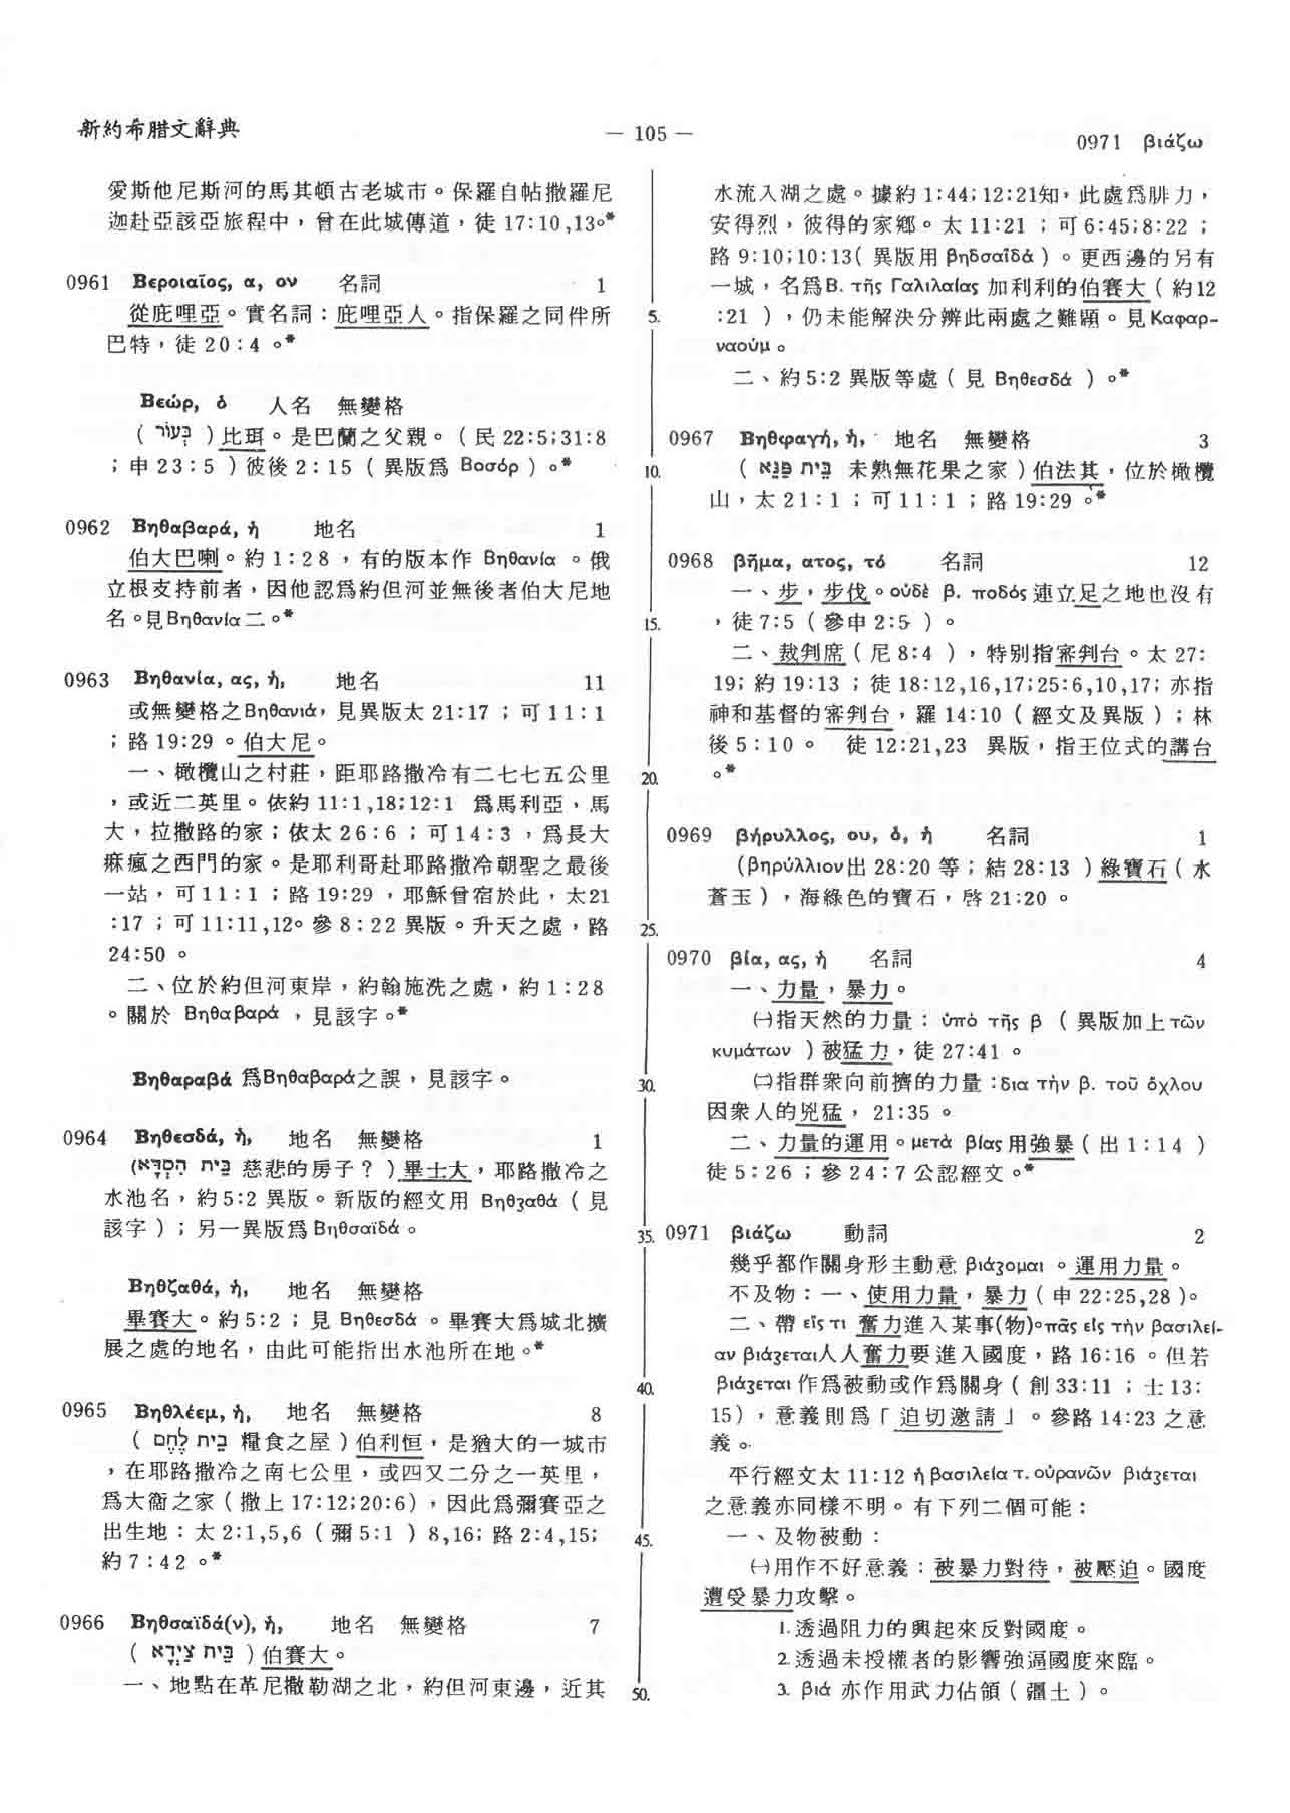 新約希腊文辭典
— 105 —
0971 βιάζω
愛斯他尼斯河的馬其頓古老城市。保羅自帖撒羅尼
迦赴亞該亞旅程中，曾在此城傳道，徒 17:10 ,13。*
0961 Βεροιαῖος, α, ον 名詞 1
從庇哩亞。實名詞：庇哩亞人。指保羅之同伴所
巴特，徒 20:4 。*
Βεώρ, ὁ 人名 無變格
（ בְּעוֹר ）比珥。是巴蘭之父親。（民 22:5;31:8
；申 23:5 ）彼後 2:15 （異版爲 Βοσόρ ）。*
0962 Βηθαβαρά, ἡ 地名 1
伯大巴喇。約 1:28 ，有的版本作 Βηθανία 。俄
立根支持前者，因他認爲約但河並無後者伯大尼地
名。見Βηθανία 二。*
0963 Βηθανία, ας, ἡ, 地名 11
或無變格之Βηθανιά，見異版太 21:17 ；可 11:1
；路 19:29 。伯大尼。
一、橄欖山之村莊，距耶路撒冷有二七七五公里
，或近二英里。依約 11:1,18;12:1 爲馬利亞，馬
大，拉撒路的家；依太 26:6 ；可 14:3 ，爲長大
痳瘋之西門的家。是耶利哥赴耶路撒冷朝聖之最後
一站，可 11:1 ；路 19:29 ，耶穌曾宿於此，太21
:17 ；可 11:11,12。參 8:22 異版。升天之處，路
24:50 。
二、位於約但河東岸，約翰施洗之處，約 1:28
。關於 Βηθαβαρά ，見該字。*
Βηθαραβά 爲Βηθαβαρά之誤，見該字。
0964 Βηθεσδά, ἡ, 地名 無變格 1
(בֵּית חִסְדָּא 慈悲的房子？）畢士大，耶路撒冷之
水池名，約 5:2 異版。新版的經文用 Βηθζαθά（見
該字）；另一異版爲Βηθσαϊδά。
Βηθζαθά, ἡ, 地名 無變格
畢賽大。約 5:2 ；見 Βηθεσδά 。畢賽大爲城北擴
展之處的地名，由此可能指出水池所在地。*
0965 Βηθλέεμ, ἡ, 地名 無變格 8
（ בֵּית לֶחֶם 糧食之屋）伯利恒，是猶大的一城市
，在耶路撒冷之南七公里，或四又二分之一英里，
爲大衞之家（撒上 17:12;20:6)，因此爲彌賽亞之
出生地：太 2:1,5,6 （彌 5:1 ）8,16; 路 2:4,15;
約 7:42 。*
0966 Βηθσαϊδά(ν), ἡ, 地名 無變格 7
（ בֵּית צַיְדָא ）伯賽大。
一、地點在革尼撒勒湖之北，約但河東邊，近其
5.
10.
15.
20.
25.
30.
35.
40.
45.
50.
水流入湖之處。據約 1:44; 12:21知，此處爲腓力，
安得烈，彼得的家鄉。太 11:21 ；可 6:45;8:22 ；
路 9:10;10:13( 異版用 βηδσαῒδά）。更西邊的另有
一城，名爲Β. τῆς Γαλιλαίας 加利利的伯賽大（約12
:21 ），仍未能解決分辨此兩處之難題。見Καφαρ-
ναούμ。
二、約 5:2 異版等處（見 Βηθεσδά ）。*
0967 Βηθφαγή, ἡ, 地名 無變格 3
（ בֵּית פַּגֵּא 未熟無花果之家）伯法其，位於橄欖
山，太 21:1 ；可 11:1 ；路 19:29 。*
0968 βῆμα, ατος, τό 名詞 12
一、步，步伐。οὐδὲ β. ποδός 連立足之地也沒有
，徒 7:5 （參申 2:5 ）。
二、裁判席（尼 8:4 ），特别指審判台。太 27:
19; 約 19:13 ；徒 18:12,16,17;25:6,10,17; 亦指
神和基督的審判台，羅 14:10（經文及異版）；林
後 5:10 。 徒 12:21,23 異版，指王位式的講台
。*
0969 βήρυλλος, ου, ὁ, ἡ 名詞 1
(βηρύλλιον出 28:20 等；結 28:13 ）綠寶石（水
蒼玉），海綠色的寶石，啓 21:20 。
0970 βία, ας, ἡ 名詞 4
一、力量，暴力。
㈠指天然的力量：ὑπὸ τῆς β （異版加上τῶν
κυμάτων ）被猛力，徒 27:41 。
㈡指群衆向前擠的力量：δια τὴν β. τοῦ ὄχλου
因衆人的兇猛， 21:35 。
二、力量的運用。μετὰ βίας 用強暴（出 1:14 ）
徒 5:26 ；參 24:7 公認經文。*
0971 βιάζω 動詞 2
幾乎都作關身形主動意 βιάζομαι 。運用力量。
不及物：一、使用力量，暴力（申 22:25,28 )。
二、帶 εἴς τι 奮力進入某事(物)。πᾶς εἰς τὴν βασιλεί-
αν βιάζεται人人奮力要進入國度，路 16:16 。但若
βιάζεται 作爲被動或作爲關身（創 33:11 ；士 13:
15)，意義則爲「迫切邀請」。參路 14:23 之意
義。
平行經文太 11:12 ἡ βασιλεία τ. οὐρανῶν βιάζεται
之意義亦同樣不明。有下列二個可能：
一、及物被動：
㈠用作不好意義：被暴力對待，被壓迫。國度
遭受暴力攻擊。
1.透過阻力的興起來反對國度。
2.透過未授權者的影響強逼國度來臨。
3. βιά 亦作用武力佔領（疆土）。